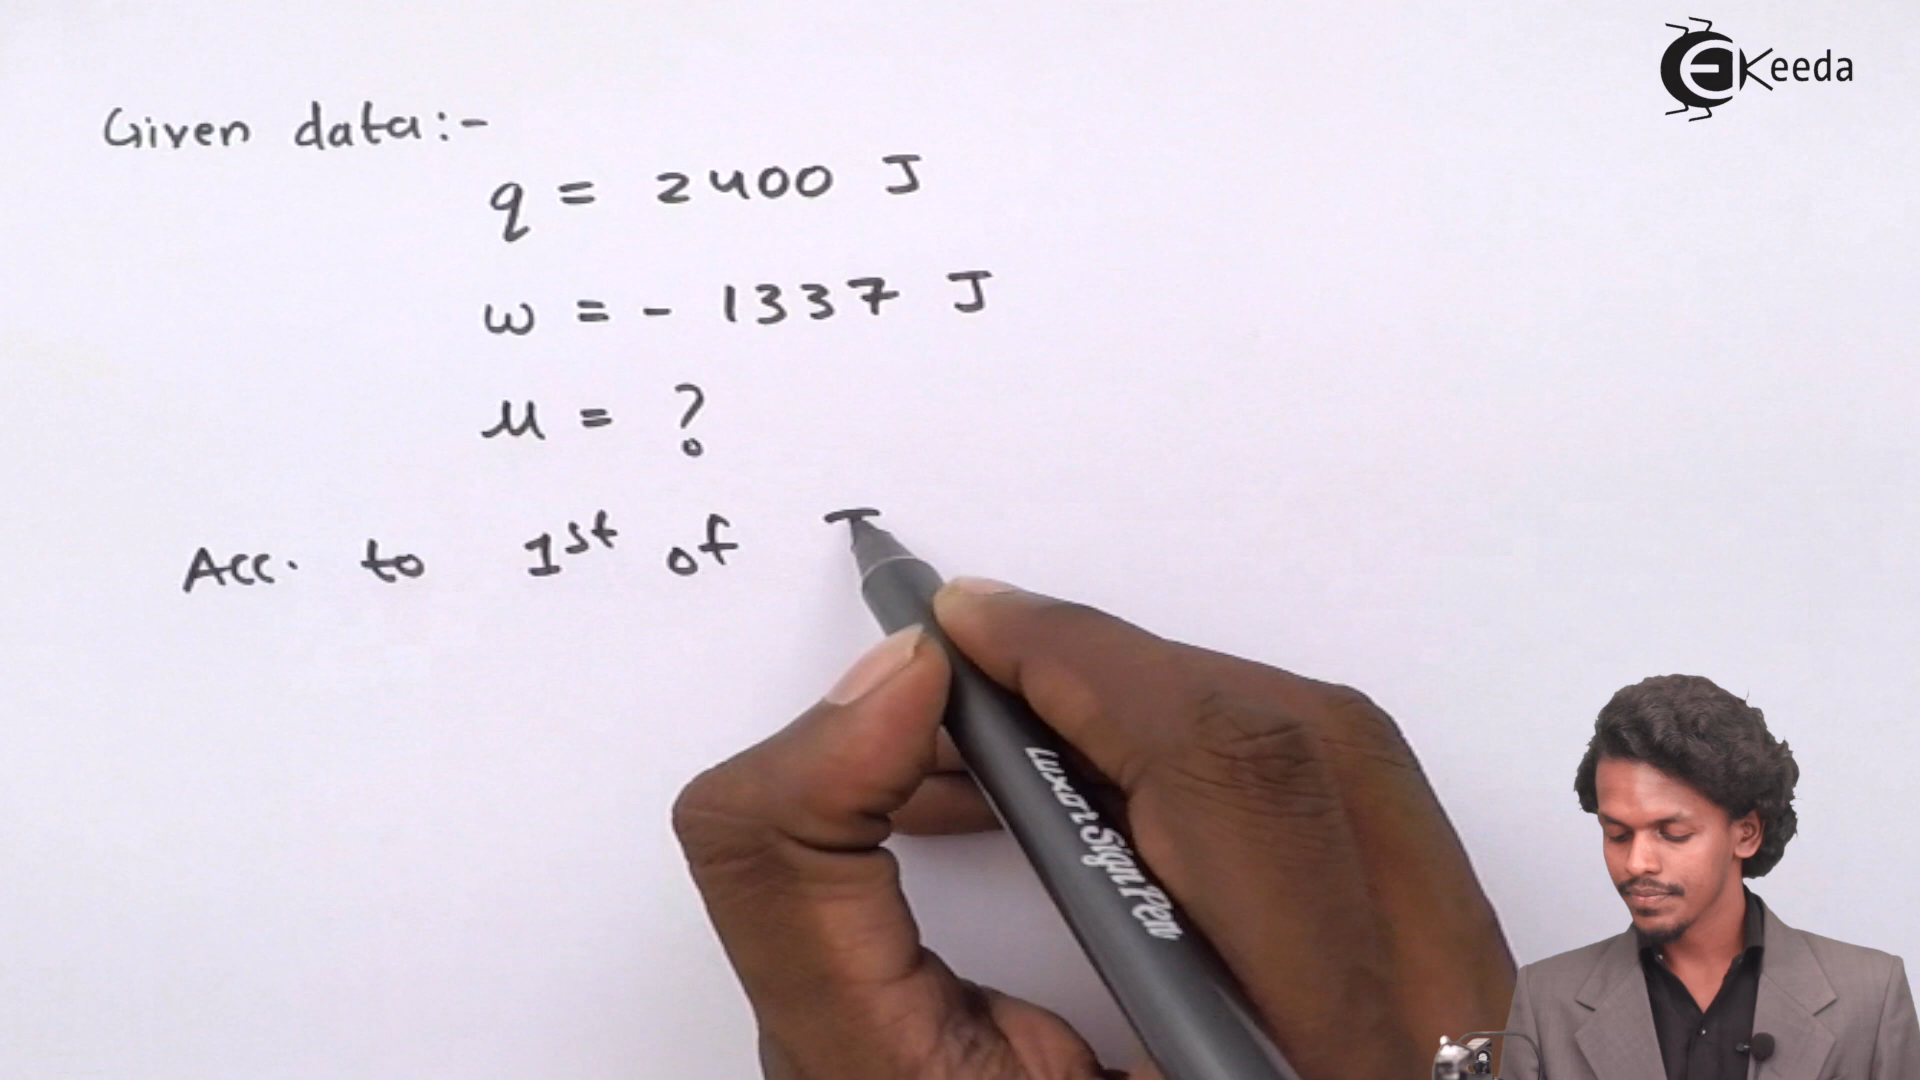 EKeeda
Given data:-
q = 2400 J
w = - 1337 J
u = ?
Acc. to 1st of T
Luxor Sign Pen